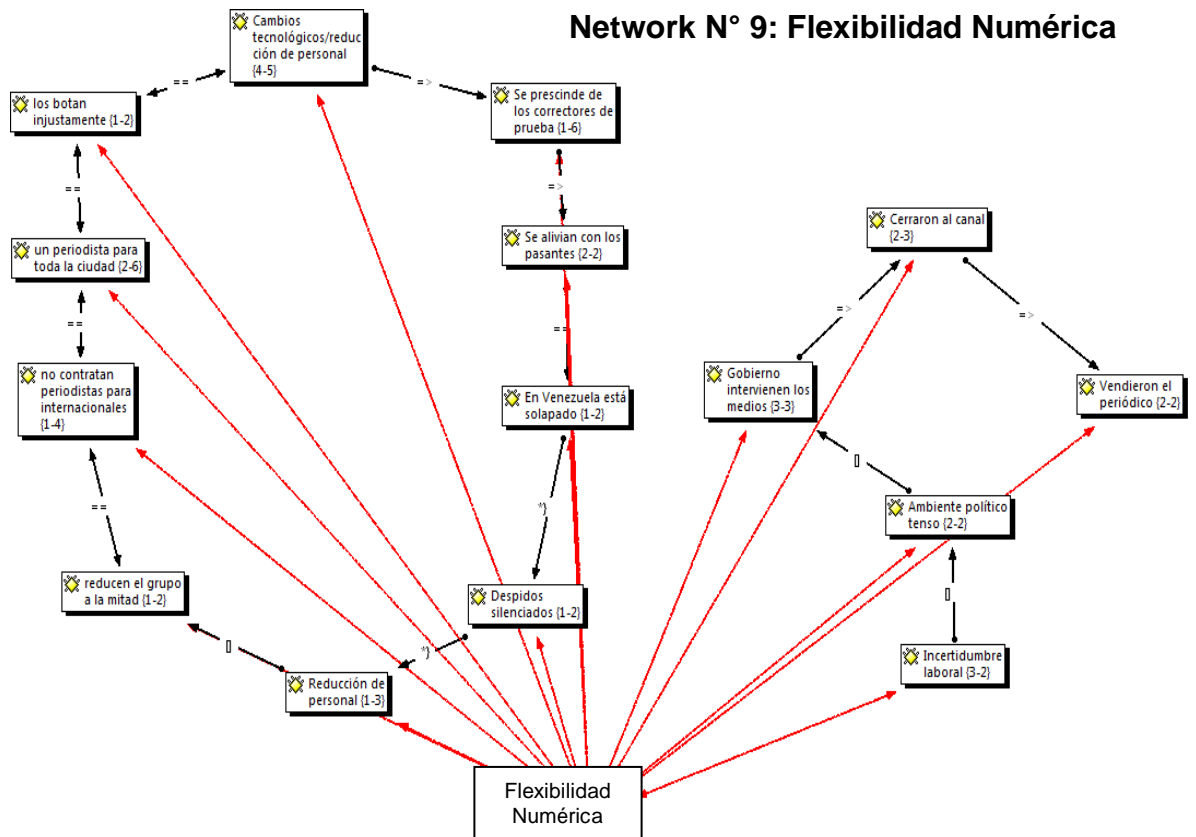 Network N° 9: Flexibilidad Numérica
Cambios
tecnológicos/reduc
ción de personal
{4-5}
==
=>
los botan
injustamente {1-2}
Se prescinde de
los correctores de
prueba {1-6}
==
=>
un periodista para
toda la ciudad {2-6}
Se alivian con los
pasantes {2-2}
Cerraron al canal
{2-3}
==
==
=>
=>
no contratan
periodistas para
internacionales
{1-4}
En Venezuela está
solapado {1-2}
Gobierno
intervienen los
medios {3-3}
Vendieron el
periódico {2-2}
==
*}
[]
Ambiente político
tenso {2-2}
reducen el grupo
a la mitad {1-2}
Despidos
silenciados {1-2}
[]
[]
*}
Reducción de
personal {1-3}
Incertidumbre
laboral {3-2}
Flexibilidad
Numérica